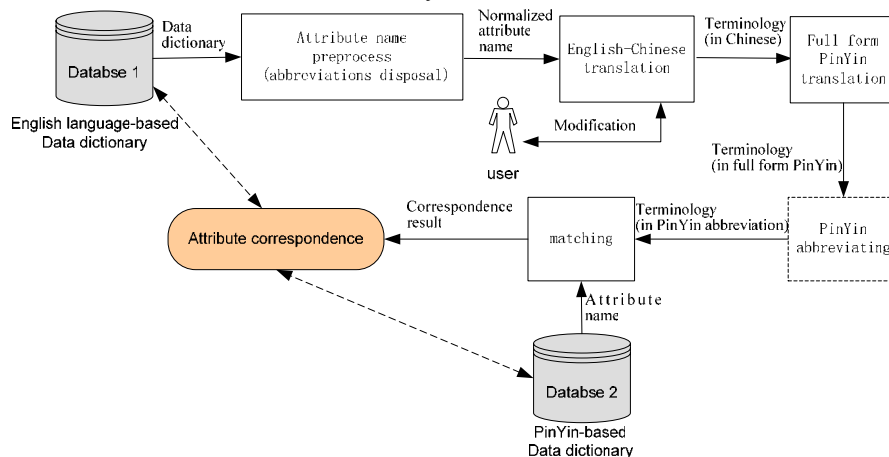 Data
dictionary
Databse 1
English language-based
Data dictionary
Attribute name
preprocess
(abbreviations disposal)
Normalized
attribute
name
English-Chinese
translation
Terminology
(in Chinese)
Full form
PinYin
translation
Modification
user
Terminology
(in full form PinYin)
PinYin
abbreviating
Terminology
(in PinYin abbreviation)
matching
Correspondence
result
Attribute correspondence
Attribute
name
Databse 2
PinYin-based
Data dictionary